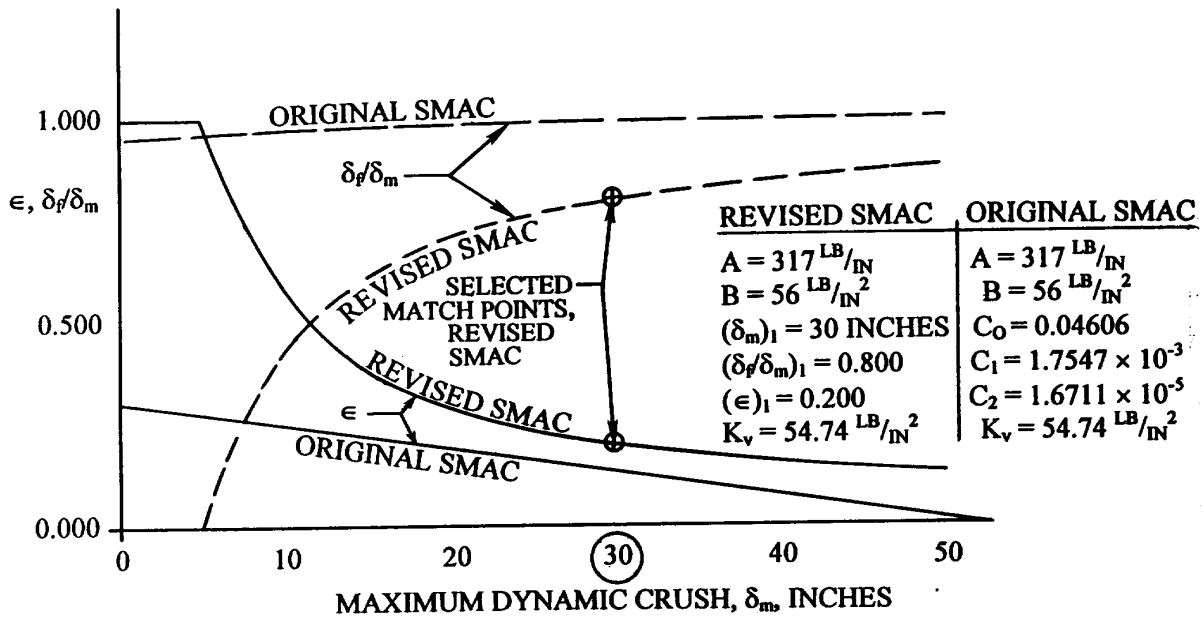 1.000
0.500
0.000
ϵ, δf/δm
ORIGINAL SMAC
δf/δm
REVISED SMAC
SELECTED
MATCH POINTS,
REVISED
SMAC
REVISED SMAC
ϵ
ORIGINAL SMAC
0 10 20 30 40 50
MAXIMUM DYNAMIC CRUSH, δm, INCHES
REVISED SMAC
A = 317 LB/IN
B = 56 LB/IN²
(δm)₁ = 30 INCHES
(δf/δm)₁ = 0.800
(ϵ)₁ = 0.200
Kv = 54.74 LB/IN²
ORIGINAL SMAC
A = 317 LB/IN
B = 56 LB/IN²
CO = 0.04606
C₁ = 1.7547 × 10⁻³
C₂ = 1.6711 × 10⁻⁵
Kv = 54.74 LB/IN²